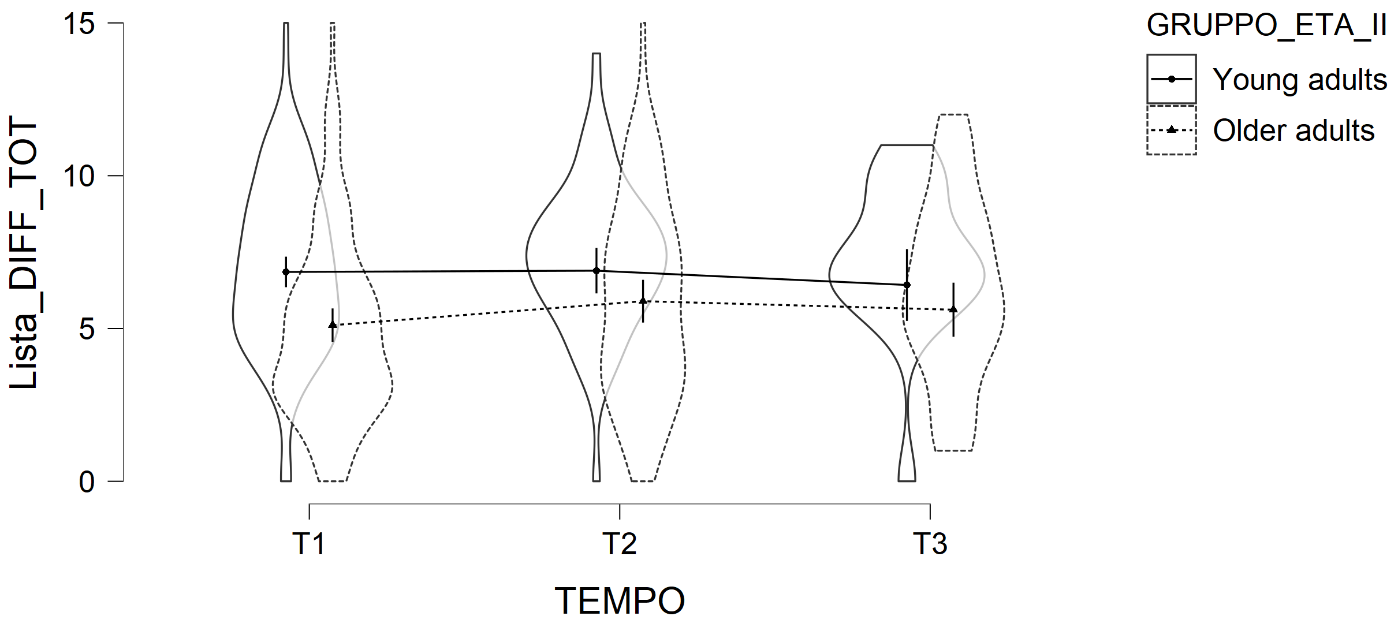 GRUPPO_ETA_II
Young adults
Older adults
Lista_DIFF_TOT
15
10
5
0
T1 T2 T3
TEMPO